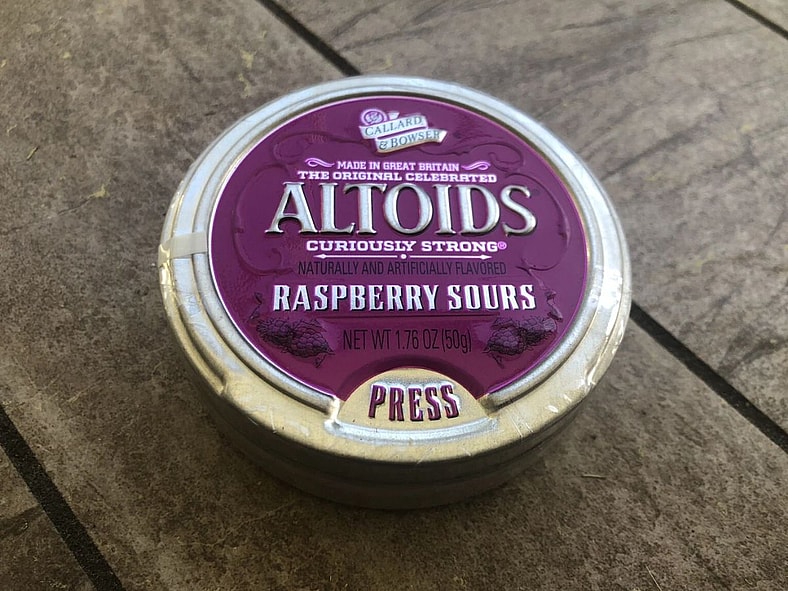 CALLARD
& BOWSER
MADE IN GREAT BRITAIN
THE ORIGINAL CELEBRATED
ALTOIDS
CURIOUSLY STRONG®
NATURALLY AND ARTIFICIALLY FLAVORED
RASPBERRY SOURS
NET WT 1.76 OZ (50g)
PRESS